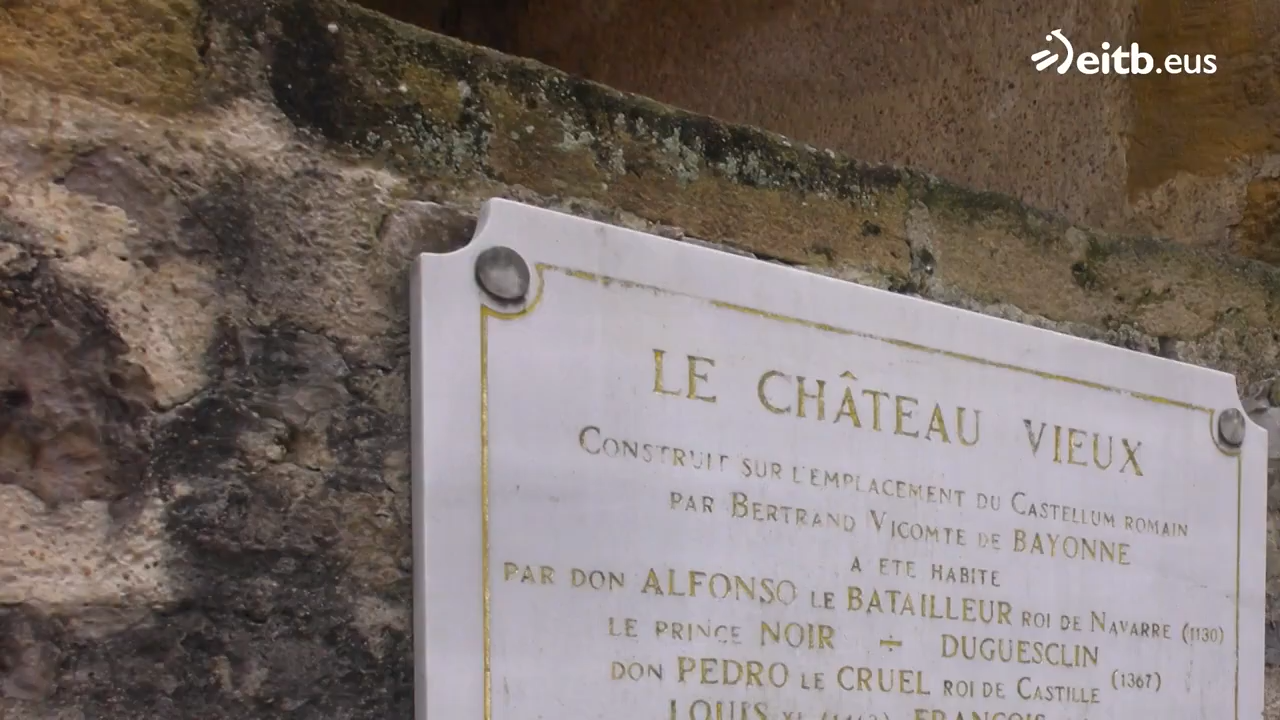 eitb.eus
LE CHÂTEAU VIEUX
CONSTRUIT SUR L'EMPLACEMENT DU CASTELLUM ROMAIN
PAR BERTRAND VICOMTE DE BAYONNE
A ETE HABITE
PAR DON ALFONSO LE BATAILLEUR ROI DE NAVARRE (1130)
LE PRINCE NOIR ÷ DUGUESCLIN
DON PEDRO LE CRUEL ROI DE CASTILLE (1367)
LOUIS XI FRANÇOIS